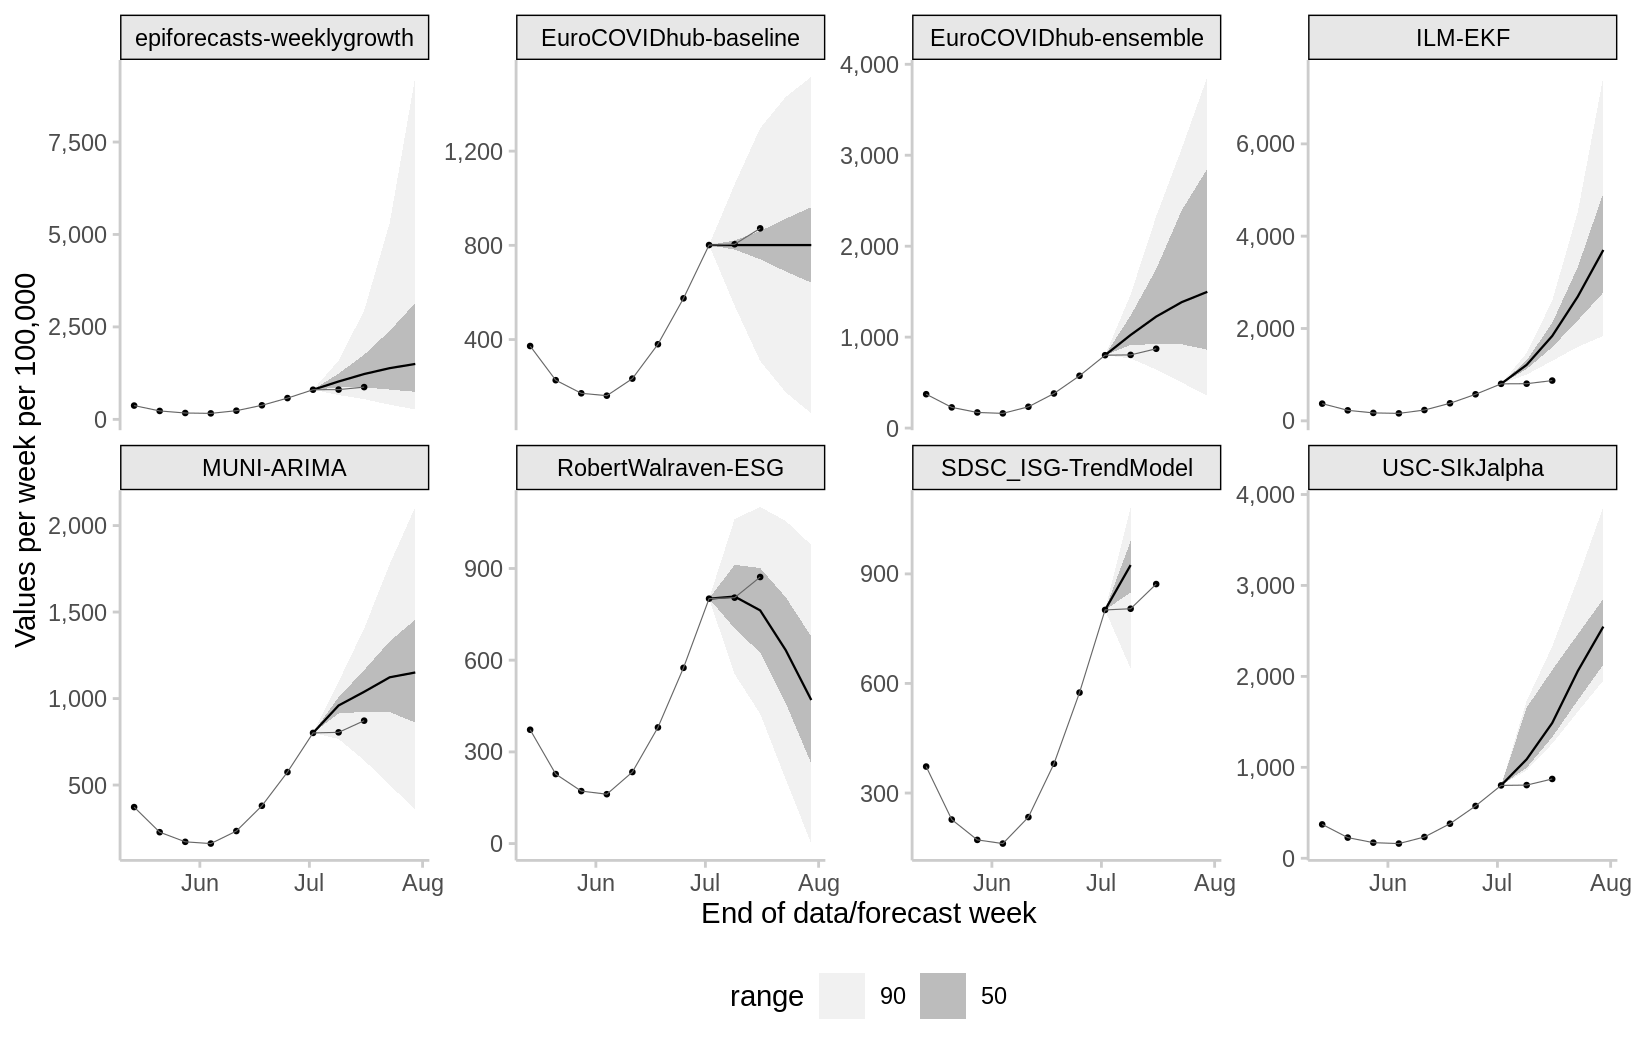 epiforecasts-weeklygrowth
EuroCOVIDhub-baseline
EuroCOVIDhub-ensemble
ILM-EKF
7,500
5,000
2,500
0
1,200
800
400
4,000
3,000
2,000
1,000
0
6,000
4,000
2,000
0
Values per week per 100,000
MUNI-ARIMA
RobertWalraven-ESG
SDSC_ISG-TrendModel
USC-SIkJalpha
2,000
1,500
1,000
500
900
600
300
0
900
600
300
4,000
3,000
2,000
1,000
0
Jun Jul Aug
Jun Jul Aug
Jun Jul Aug
Jun Jul Aug
End of data/forecast week
range 90 50